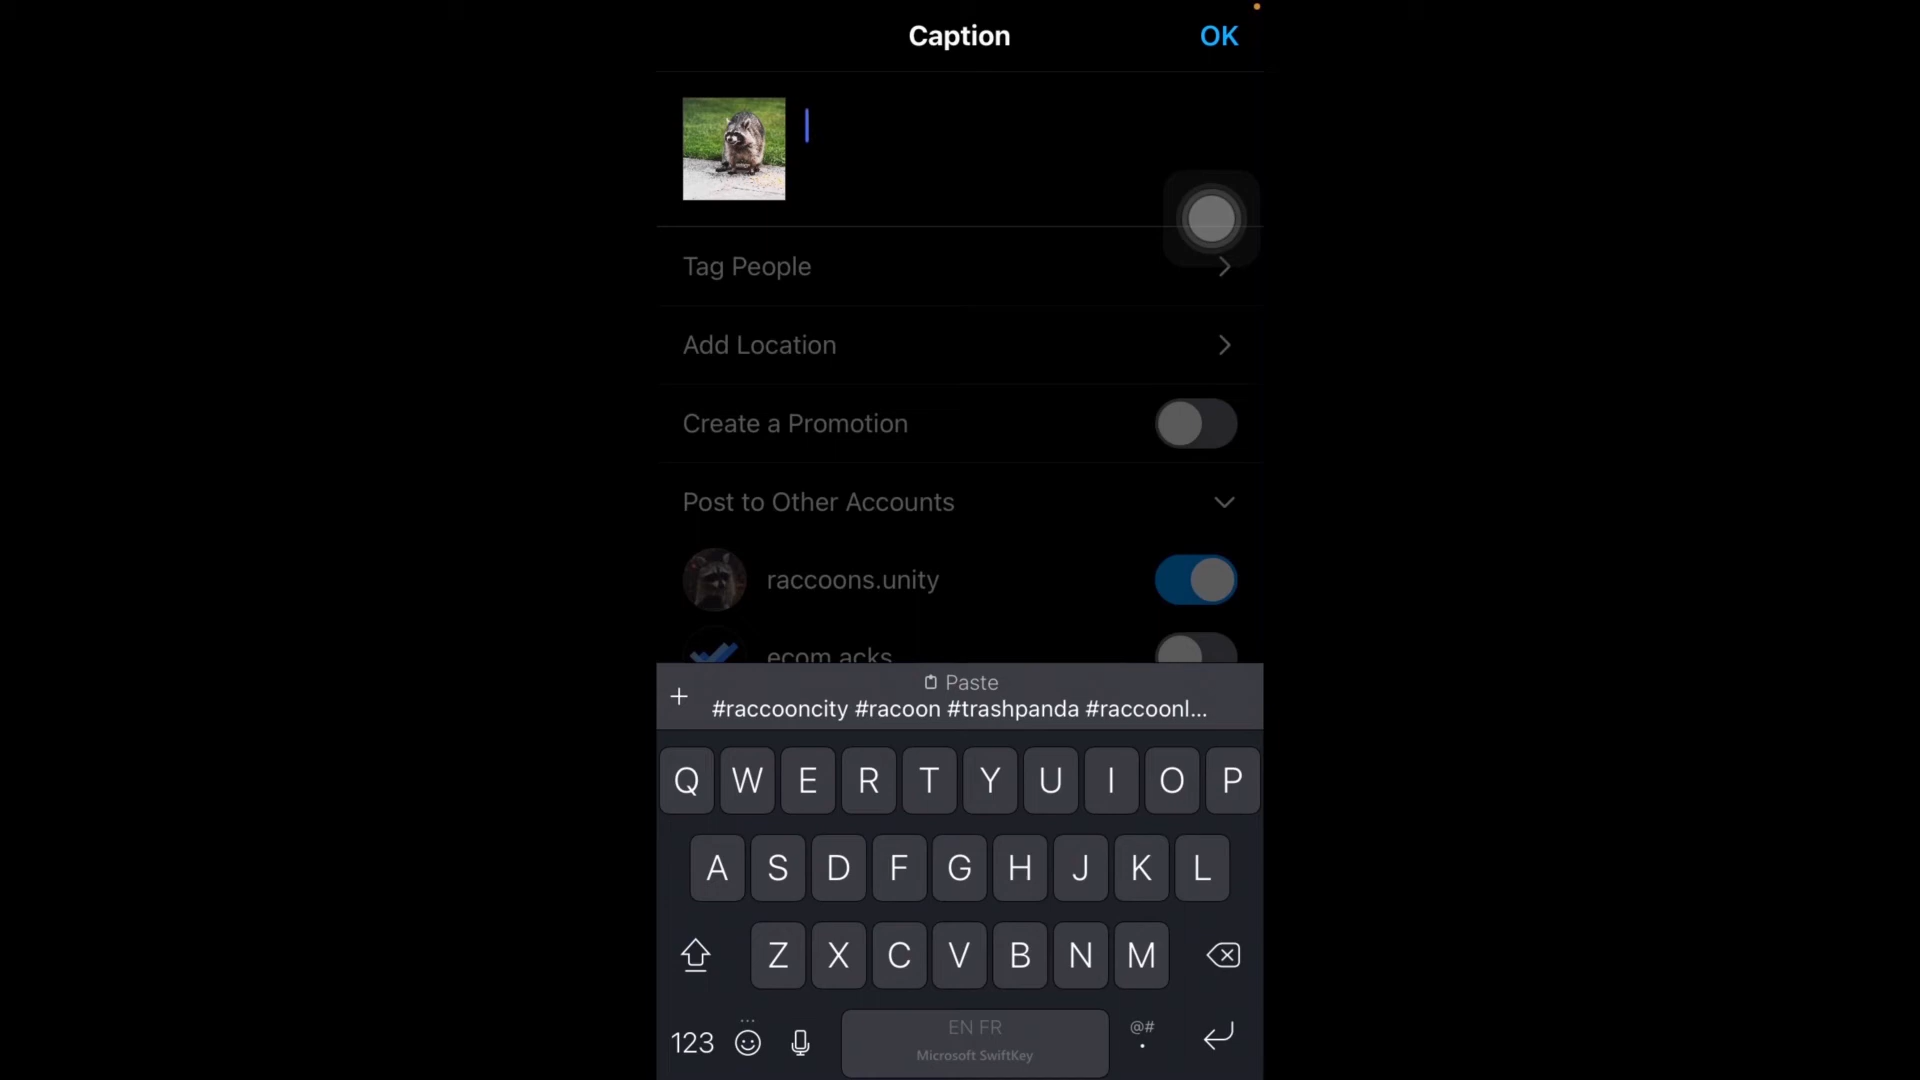 Caption
OK
Tag People
Add Location
Create a Promotion
Post to Other Accounts
raccoons.unity
ecom acks
Paste
#raccooncity #racoon #trashpanda #raccoonl...
Q W E R T Y U I O P
A S D F G H J K L
Z X C V B N M
123
EN FR
Microsoft SwiftKey
@#
.